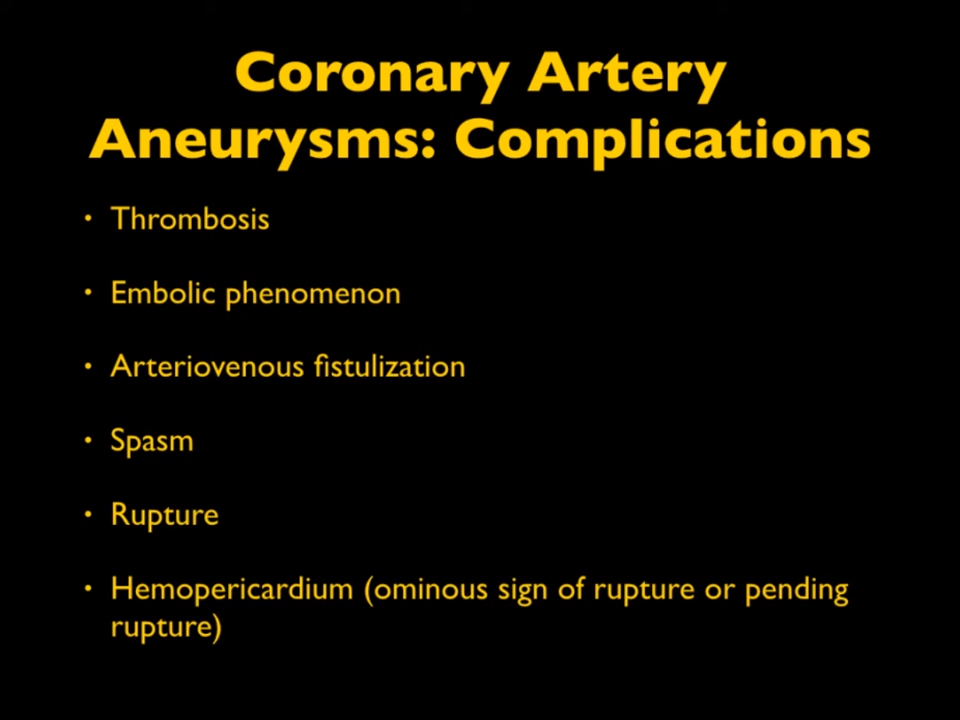 Coronary Artery
Aneurysms: Complications
• Thrombosis
• Embolic phenomenon
• Arteriovenous fistulization
• Spasm
• Rupture
• Hemopericardium (ominous sign of rupture or pending
rupture)